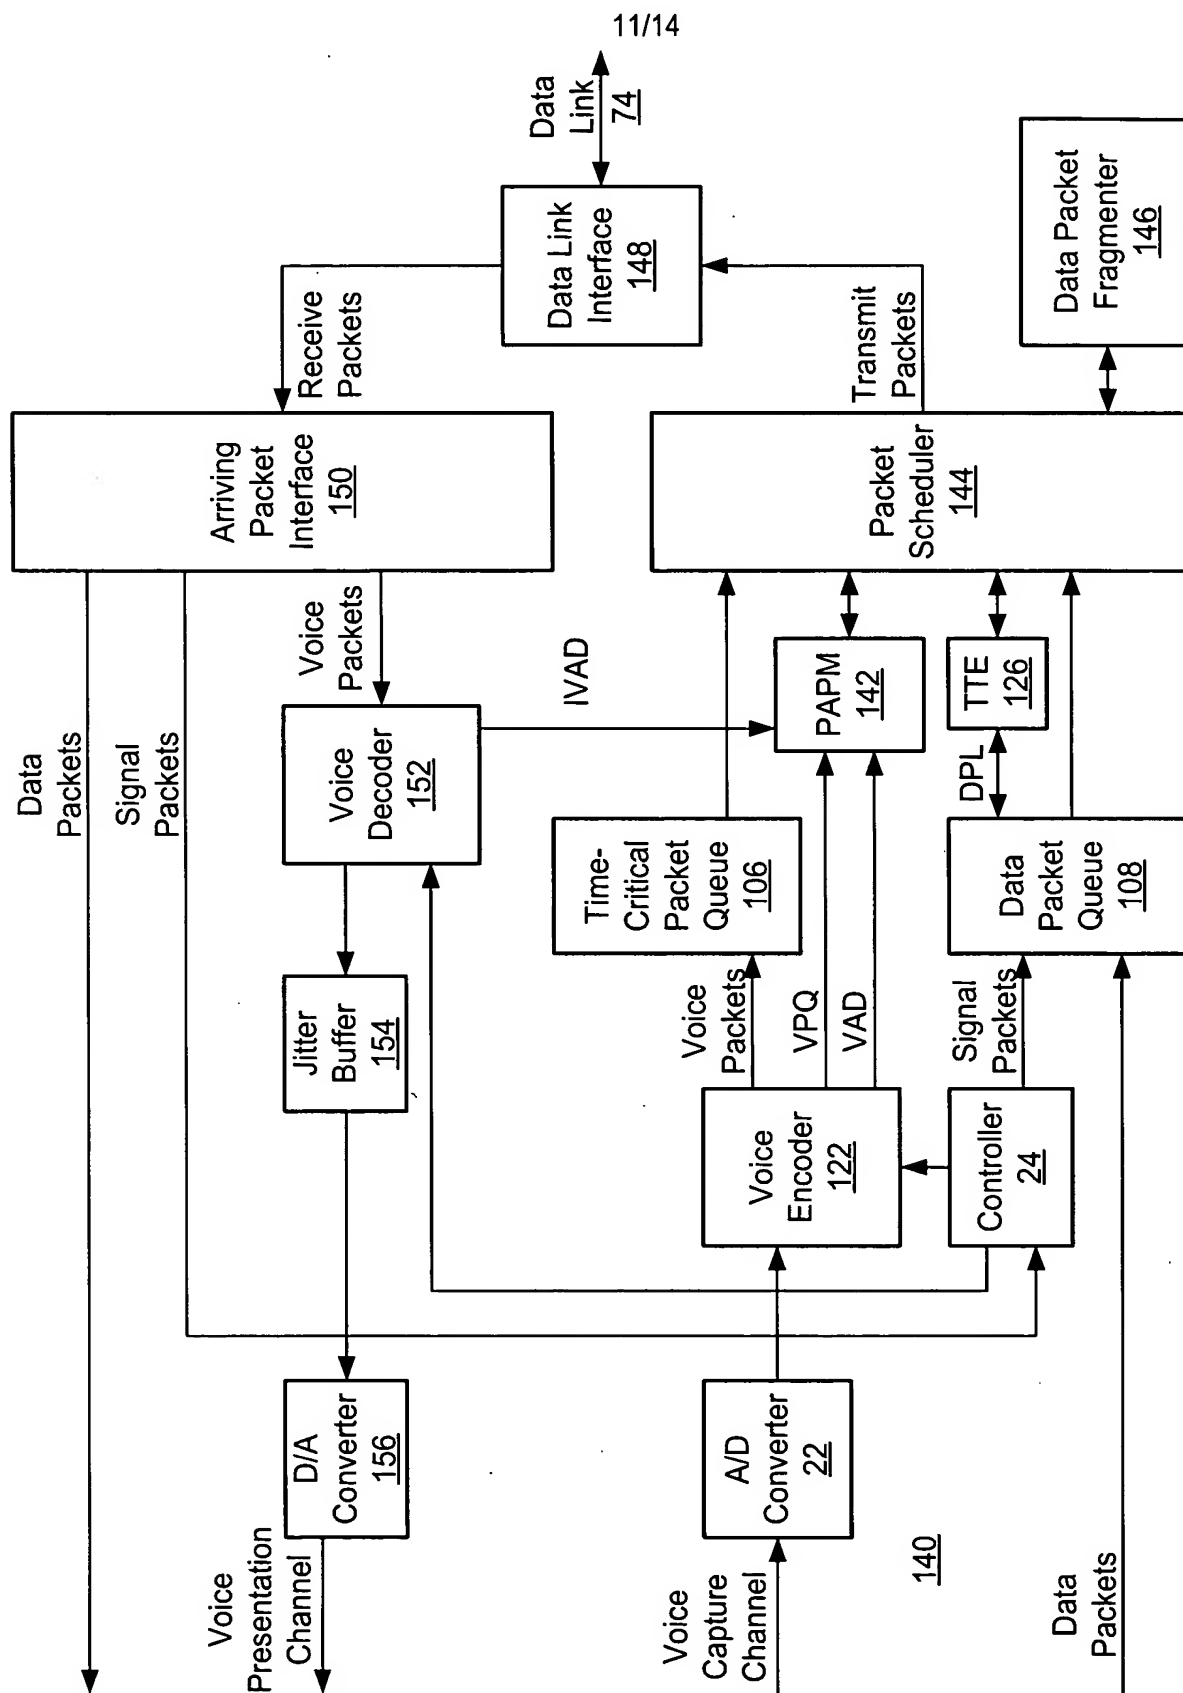 11/14
Data
Packets
Signal
Packets
Arriving
Packet
Interface
150
Receive
Packets
Data Link
Interface
148
Data
Link
74
Voice
Packets
Voice
Decoder
152
IVAD
Jitter
Buffer
154
D/A
Converter
156
Voice
Presentation
Channel
Voice
Capture
Channel
A/D
Converter
22
Voice
Encoder
122
Voice
Packets
VPQ
VAD
Time-
Critical
Packet
Queue
106
PAPM
142
Packet
Scheduler
144
Transmit
Packets
Controller
24
Signal
Packets
Data
Packet
Queue
108
DPL
TTE
126
Data Packet
Fragmenter
146
140
Data
Packets